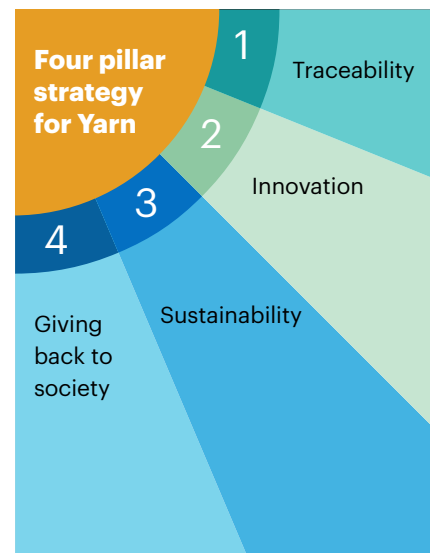 Four pillar
strategy
for Yarn
1
Traceability
2
Innovation
3
Sustainability
4
Giving
back to
society